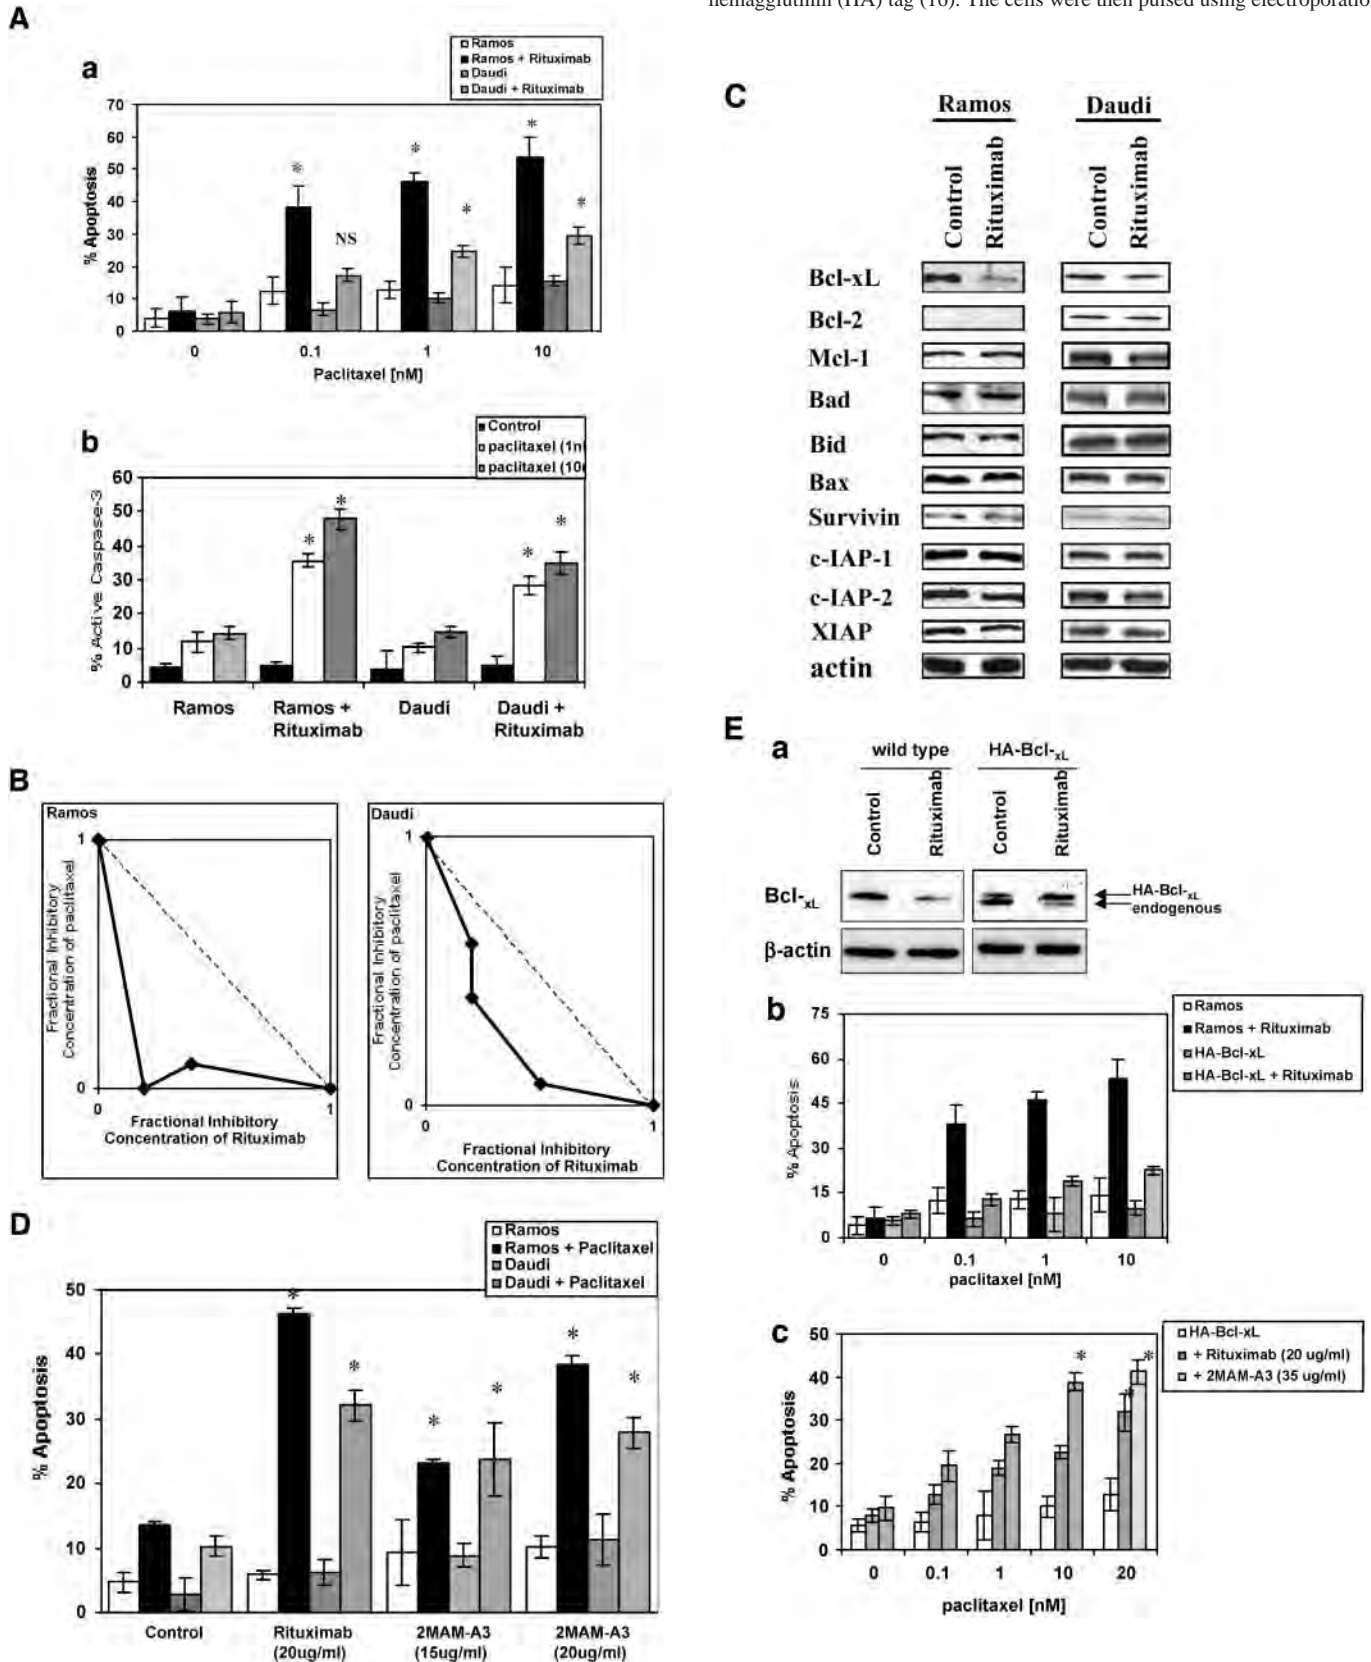 hemagglutinin (HA) tag (16). The cells were then pulsed using electroporatio
A
a
Ramos
Ramos + Rituximab
Daudi
Daudi + Rituximab
% Apoptosis
70
60
50
40
30
20
10
0
* NS
* *
* *
0 0.1 1 10
Paclitaxel [nM]
b
Control
paclitaxel (1n
paclitaxel (10
% Active Caspase-3
60
50
40
30
20
10
0
* *
* *
Ramos Ramos + Rituximab Daudi Daudi + Rituximab
B
Ramos
1
0
Fractional Inhibitory
Concentration of paclitaxel
0 1
Fractional Inhibitory
Concentration of Rituximab
Daudi
1
0
Fractional Inhibitory
Concentration of paclitaxel
0 1
Fractional Inhibitory
Concentration of Rituximab
C
Ramos Daudi
Control Rituximab Control Rituximab
Bcl-xL
Bcl-2
Mcl-1
Bad
Bid
Bax
Survivin
c-IAP-1
c-IAP-2
XIAP
actin
D
Ramos
Ramos + Paclitaxel
Daudi
Daudi + Paclitaxel
% Apoptosis
50
40
30
20
10
0
* *
* *
* *
Control Rituximab 2MAM-A3 2MAM-A3
(20ug/ml) (15ug/ml) (20ug/ml)
E
a
wild type HA-Bcl-xL
Control Rituximab Control Rituximab
Bcl-xL
HA-Bcl-xL
endogenous
β-actin
b
Ramos
Ramos + Rituximab
HA-Bcl-xL
HA-Bcl-xL + Rituximab
% Apoptosis
75
60
45
30
15
0
0 0.1 1 10
paclitaxel [nM]
c
HA-Bcl-xL
+ Rituximab (20 ug/ml)
+ 2MAM-A3 (35 ug/ml)
% Apoptosis
50
40
30
20
10
0
* * *
0 0.1 1 10 20
paclitaxel [nM]